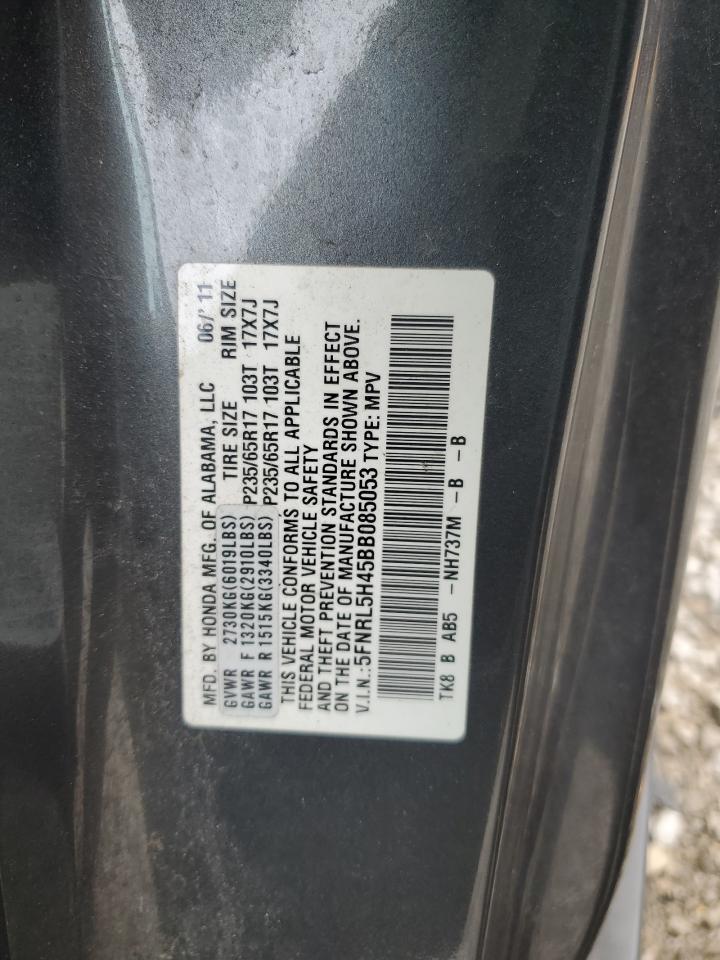 MFD. BY HONDA MFG. OF ALABAMA, LLC 06/ 11
GVWR 2730KG(6019LBS) TIRE SIZE RIM SIZE
GAWR F 1320KG(2910LBS) P235/65R17 103T 17X7J
GAWR R 1515KG(3340LBS) P235/65R17 103T 17X7J
THIS VEHICLE CONFORMS TO ALL APPLICABLE
FEDERAL MOTOR VEHICLE SAFETY
AND THEFT PREVENTION STANDARDS IN EFFECT
ON THE DATE OF MANUFACTURE SHOWN ABOVE.
V.I.N.:5FNRL5H45BB085053 TYPE: MPV
TK8 B AB5 -NH737M -B -B